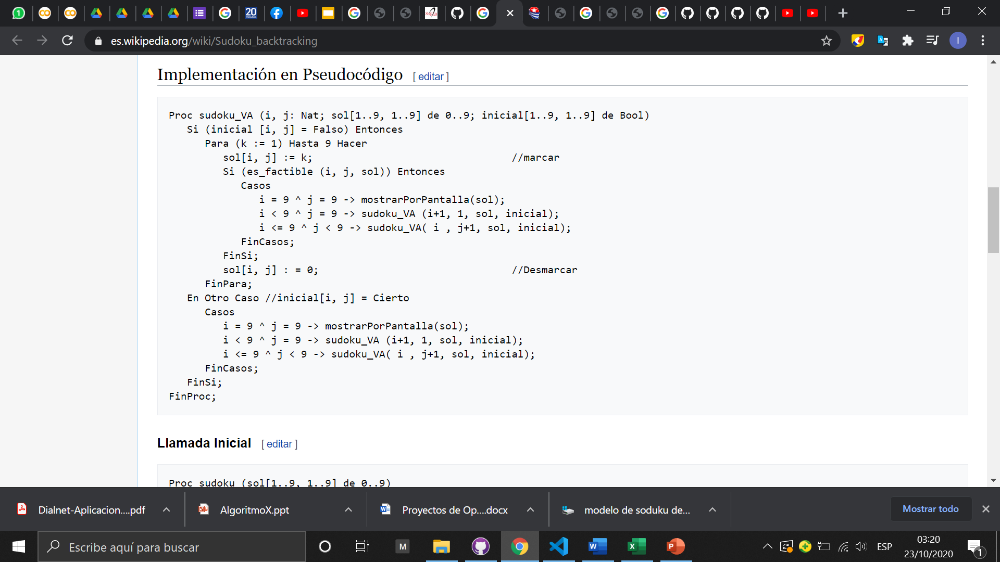 20
minutos
es.wikipedia.org/wiki/Sudoku_backtracking
I
Implementación en Pseudocódigo [ editar ]
Proc sudoku_VA (i, j: Nat; sol[1..9, 1..9] de 0..9; inicial[1..9, 1..9] de Bool)
Si (inicial [i, j] = Falso) Entonces
Para (k := 1) Hasta 9 Hacer
sol[i, j] := k; //marcar
Si (es_factible (i, j, sol)) Entonces
Casos
i = 9 ^ j = 9 -> mostrarPorPantalla(sol);
i < 9 ^ j = 9 -> sudoku_VA (i+1, 1, sol, inicial);
i <= 9 ^ j < 9 -> sudoku_VA( i , j+1, sol, inicial);
FinCasos;
FinSi;
sol[i, j] : = 0; //Desmarcar
FinPara;
En Otro Caso //inicial[i, j] = Cierto
Casos
i = 9 ^ j = 9 -> mostrarPorPantalla(sol);
i < 9 ^ j = 9 -> sudoku_VA (i+1, 1, sol, inicial);
i <= 9 ^ j < 9 -> sudoku_VA( i , j+1, sol, inicial);
FinCasos;
FinSi;
FinProc;
Llamada Inicial [ editar ]
Proc sudoku (sol[1..9, 1..9] de 0..9)
Dialnet-Aplicacion....pdf AlgoritmoX.ppt Proyectos de Op....docx modelo de soduku de... Mostrar todo
Escribe aquí para buscar M ESP 03:20
23/10/2020 1